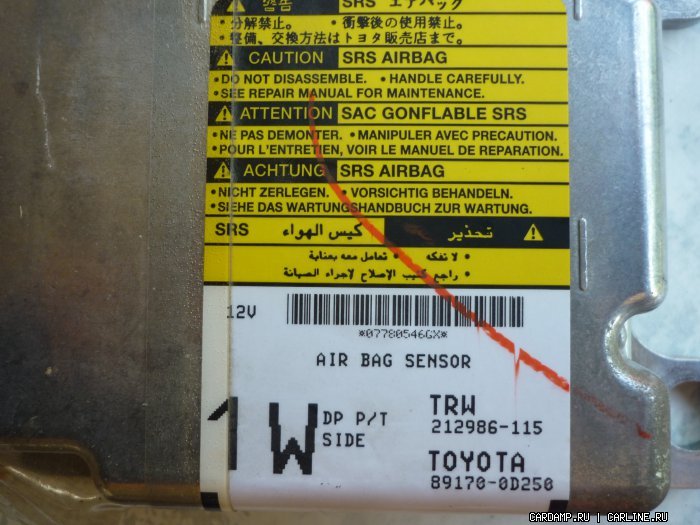 警告 SRS エアバッグ
・分解禁止。 ・衝撃後の使用禁止。
・整備、交換方法はトヨタ販売店まで。
CAUTION SRS AIRBAG
・DO NOT DISASSEMBLE. ・HANDLE CAREFULLY.
・SEE REPAIR MANUAL FOR MAINTENANCE.
ATTENTION SAC GONFLABLE SRS
・NE PAS DEMONTER. ・MANIPULER AVEC PRECAUTION.
・POUR L'ENTRETIEN, VOIR LE MANUEL DE REPARATION.
ACHTUNG SRS AIRBAG
・NICHT ZERLEGEN. ・VORSICHTIG BEHANDELN.
・SIEHE DAS WARTUNGSHANDBUCH ZUR WARTUNG.
تحذير كيس الهواء SRS
• لا تفكه • تعامل معه بعناية
• راجع كتيب الإصلاح لإجراء الصيانة
12V
*07780546GX*
AIR BAG SENSOR
1 W DP P/T SIDE
TRW
212986-115
TOYOTA
89170-0D250
CARDAMP.RU | CARLINE.RU